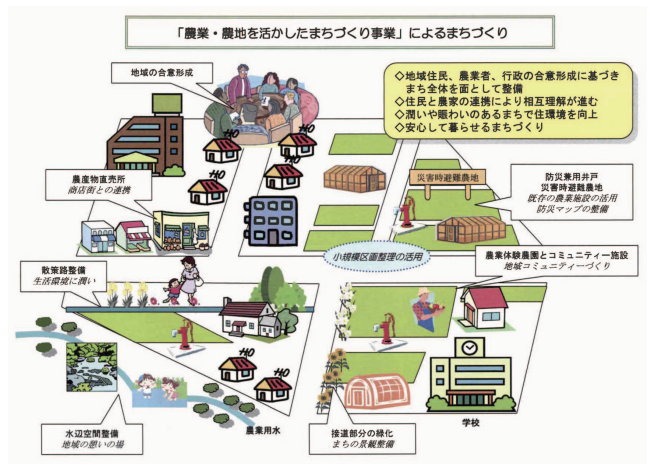 「農業・農地を活かしたまちづくり事業」によるまちづくり
地域の合意形成
◇地域住民、農業者、行政の合意形成に基づき
まち全体を面として整備
◇住民と農家の連携により相互理解が進む
◇潤いや賑わいのあるまちで住環境を向上
◇安心して暮らせるまちづくり
農産物直売所
商店街との連携
災害時避難農地
防災兼用井戸
災害時避難農地
既存の農業施設の活用
防災マップの整備
小規模区画整理の活用
農業体験農園とコミュニティー施設
地域コミュニティーづくり
散策路整備
生活環境に潤い
水辺空間整備
地域の憩いの場
農業用水
接道部分の緑化
まちの景観整備
学校